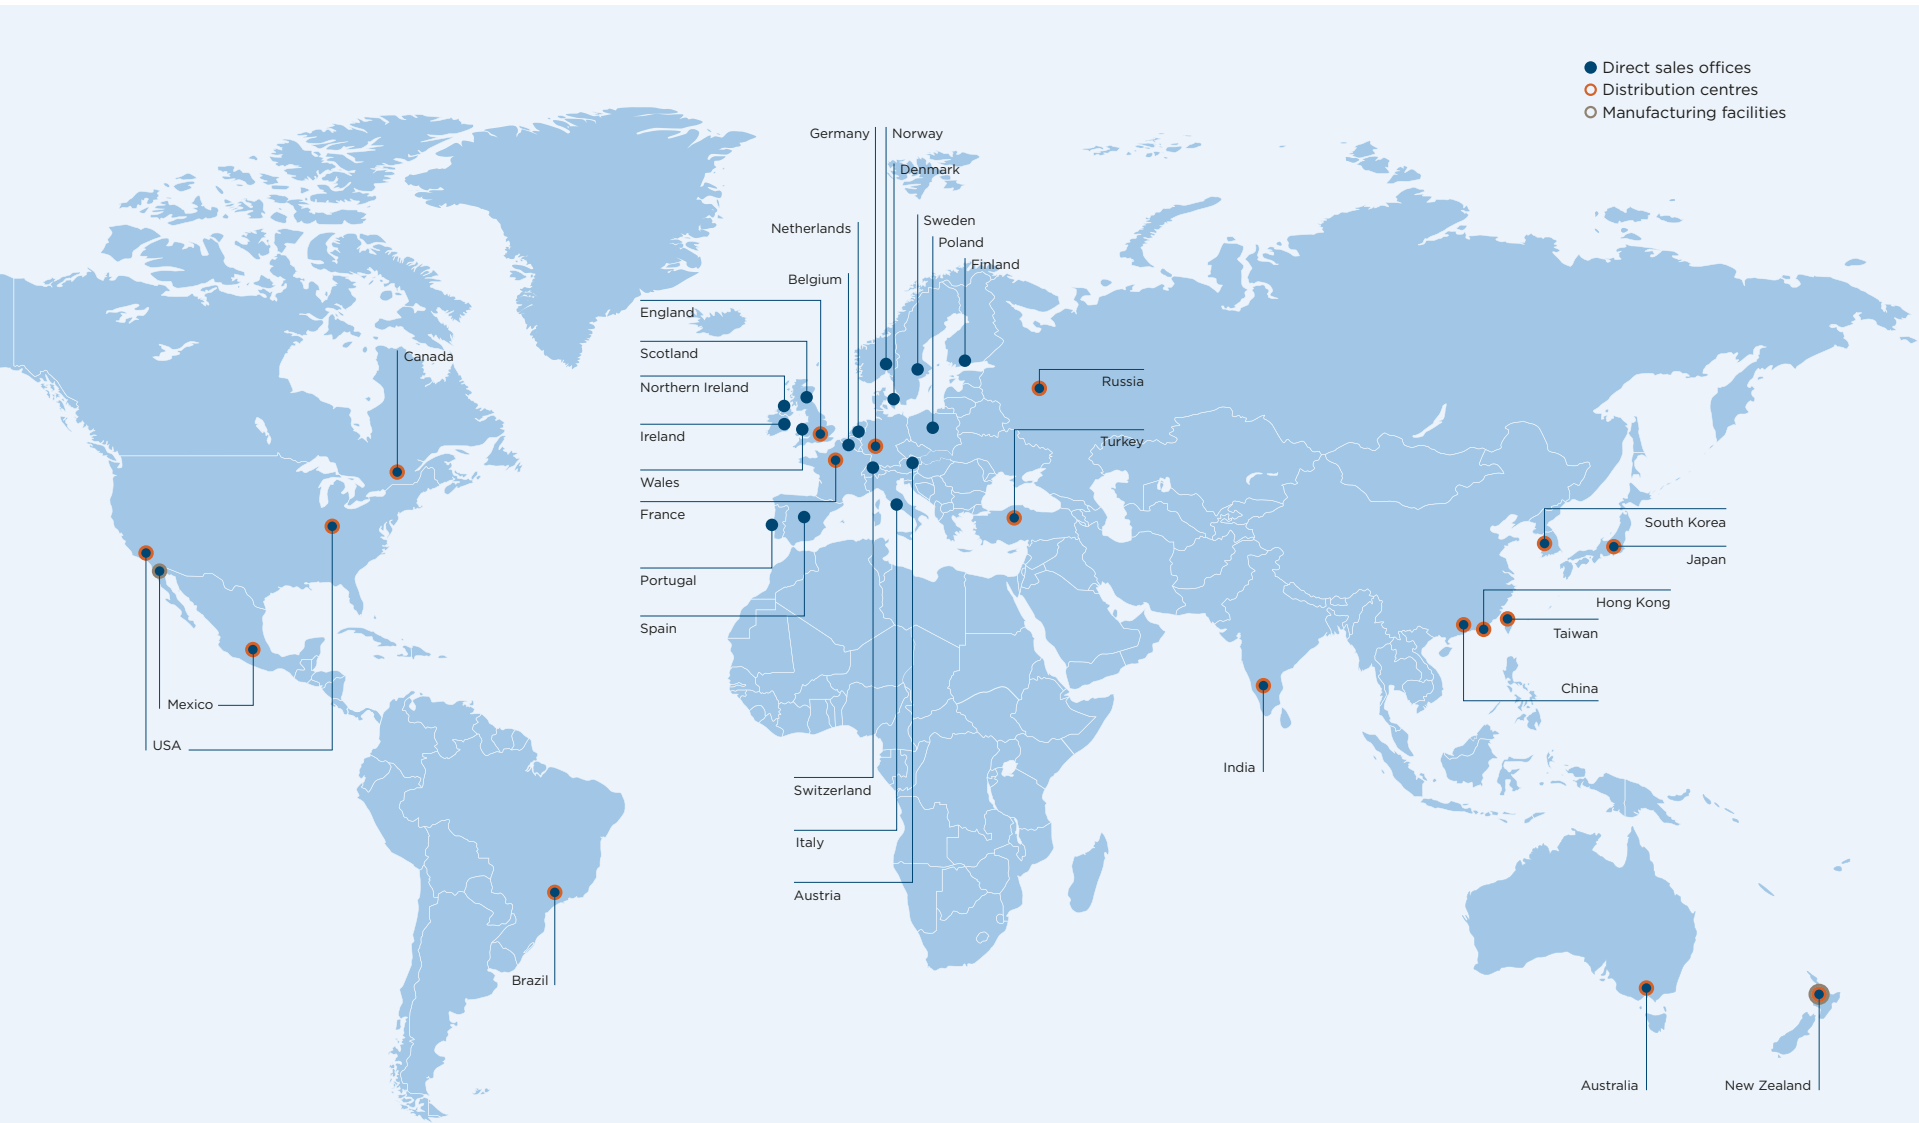 Direct sales offices
Distribution centres
Manufacturing facilities
Germany
Norway
Denmark
Sweden
Netherlands
Poland
Finland
Belgium
England
Scotland
Canada
Russia
Northern Ireland
Ireland
Turkey
Wales
France
South Korea
Japan
Portugal
Hong Kong
Spain
Taiwan
China
Mexico
USA
India
Switzerland
Italy
Austria
Brazil
Australia
New Zealand